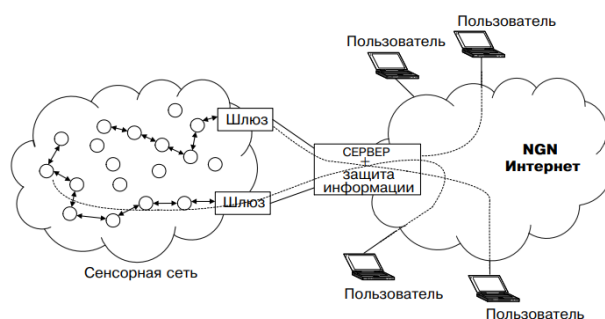 Пользователь
Пользователь
Шлюз
СЕРВЕР
+
защита
информации
NGN
Интернет
Шлюз
Сенсорная сеть
Пользователь
Пользователь